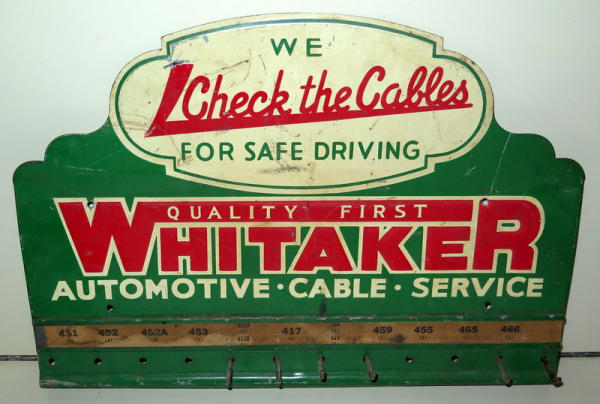 WE
Check the Cables
FOR SAFE DRIVING
QUALITY FIRST
WHITAKER
AUTOMOTIVE · CABLE · SERVICE
451 452 452A 453 453B 417 459 455 465 466